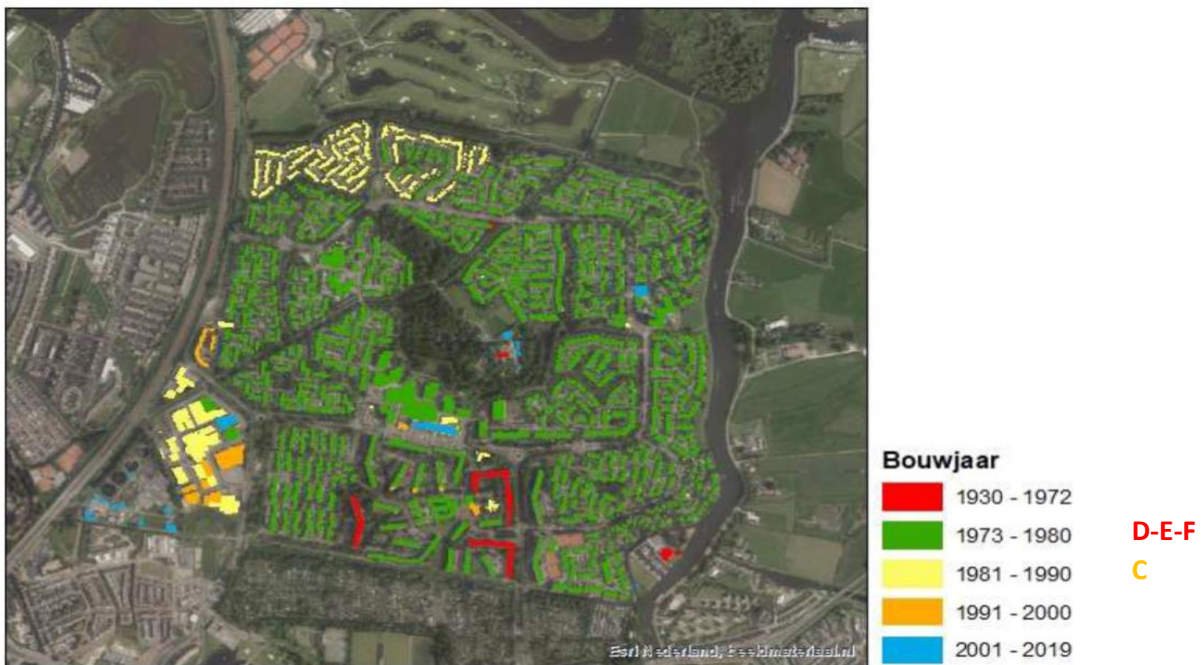 Bouwjaar
1930 - 1972
1973 - 1980 D-E-F
1981 - 1990 C
1991 - 2000
2001 - 2019
Esri Nederland, beeldmateriaal.nl